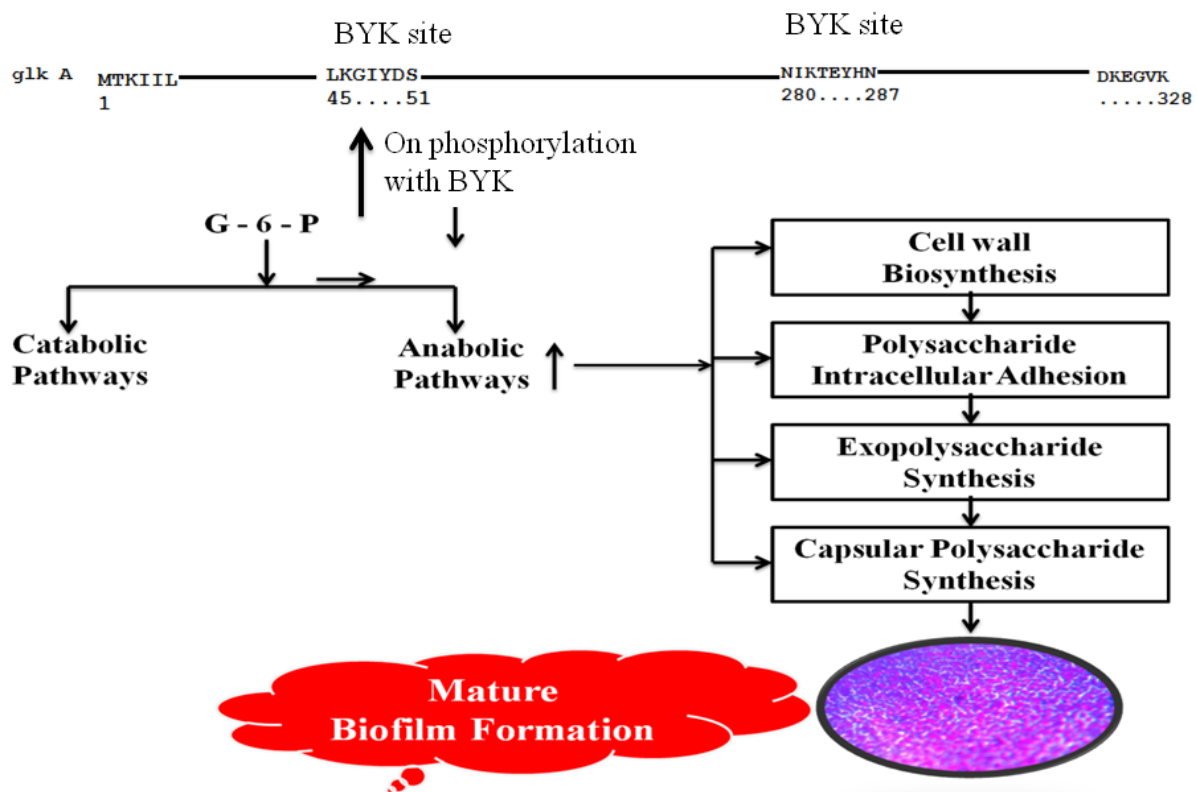 BYK site
BYK site
glk A
MTKIIL
LKGIYDS
NIKTEYHN
DKEGVK
1
45....51
280....287
.....328
On phosphorylation
with BYK
G - 6 - P
Catabolic
Pathways
Anabolic
Pathways
Cell wall
Biosynthesis
Polysaccharide
Intracellular Adhesion
Exopolysaccharide
Synthesis
Capsular Polysaccharide
Synthesis
Mature
Biofilm Formation